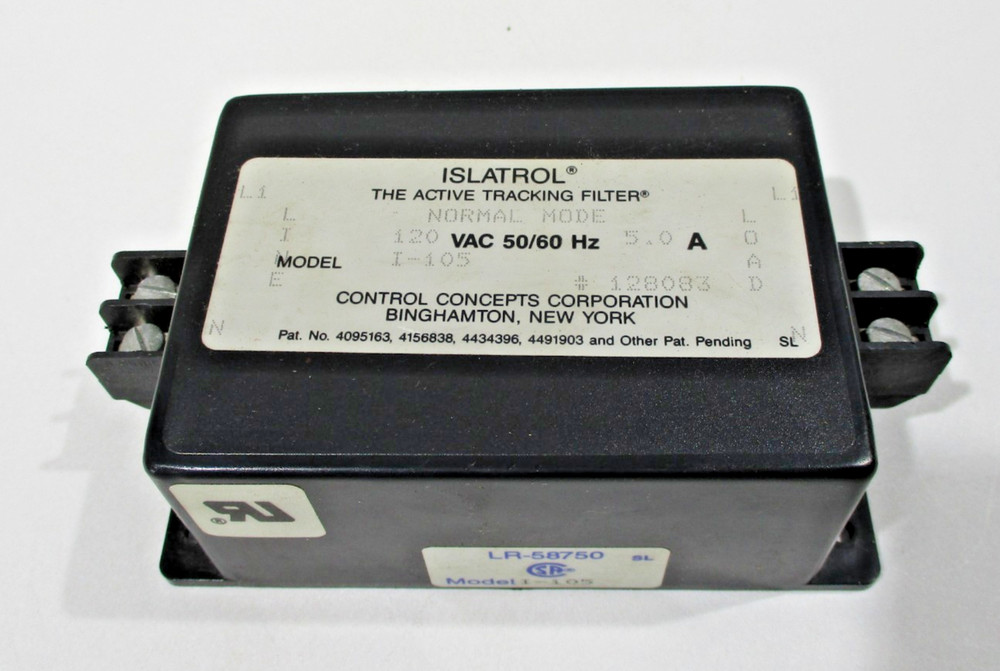 ISLATROL®
THE ACTIVE TRACKING FILTER®
L1 L1
L NORMAL MODE L
I 120 VAC 50/60 Hz 5.0 A O
N MODEL I-105 A
E # 128083 D
CONTROL CONCEPTS CORPORATION
N BINGHAMTON, NEW YORK N
Pat. No. 4095163, 4156838, 4434396, 4491903 and Other Pat. Pending SL
RU®
LR-58750 SL
SA
Model I-105